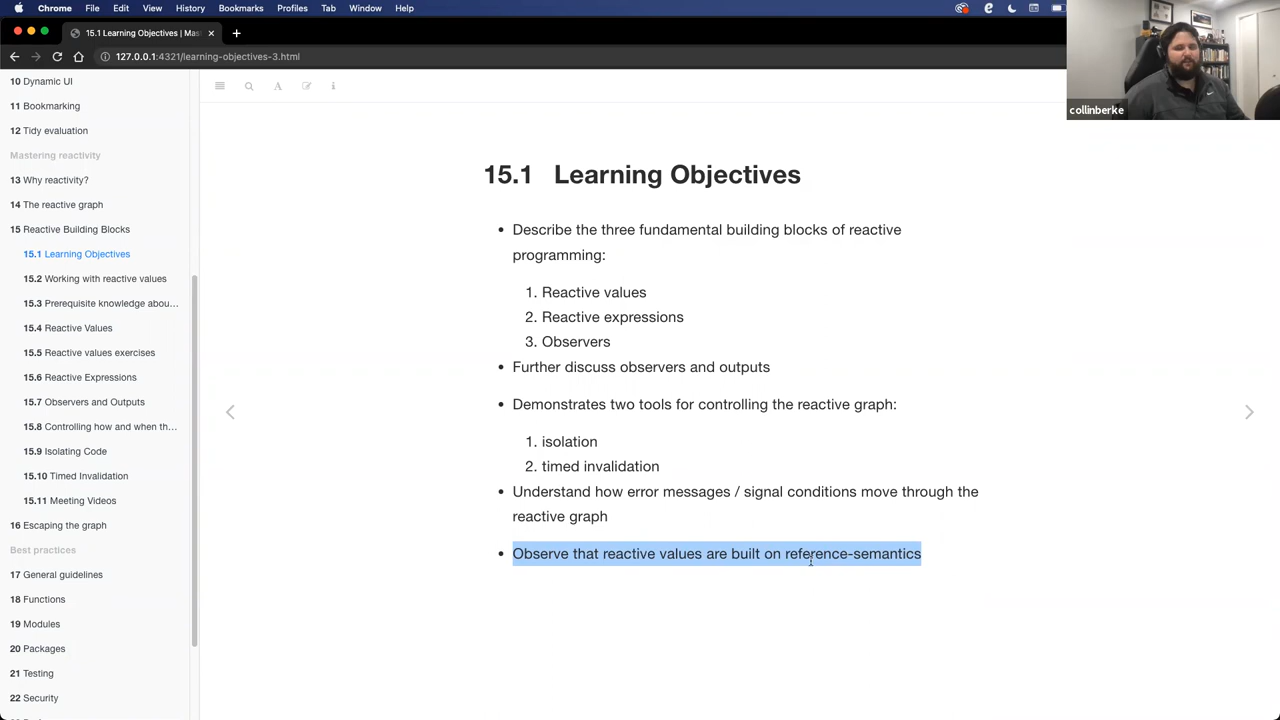 Chrome File Edit View History Bookmarks Profiles Tab Window Help
15.1 Learning Objectives | Mast
127.0.0.1:4321/learning-objectives-3.html
collinberke
10 Dynamic UI
11 Bookmarking
12 Tidy evaluation
Mastering reactivity
13 Why reactivity?
14 The reactive graph
15 Reactive Building Blocks
15.1 Learning Objectives
15.2 Working with reactive values
15.3 Prerequisite knowledge abou…
15.4 Reactive Values
15.5 Reactive values exercises
15.6 Reactive Expressions
15.7 Observers and Outputs
15.8 Controlling how and when th…
15.9 Isolating Code
15.10 Timed Invalidation
15.11 Meeting Videos
16 Escaping the graph
Best practices
17 General guidelines
18 Functions
19 Modules
20 Packages
21 Testing
22 Security
15.1 Learning Objectives
• Describe the three fundamental building blocks of reactive
programming:
1. Reactive values
2. Reactive expressions
3. Observers
• Further discuss observers and outputs
• Demonstrates two tools for controlling the reactive graph:
1. isolation
2. timed invalidation
• Understand how error messages / signal conditions move through the
reactive graph
• Observe that reactive values are built on reference-semantics